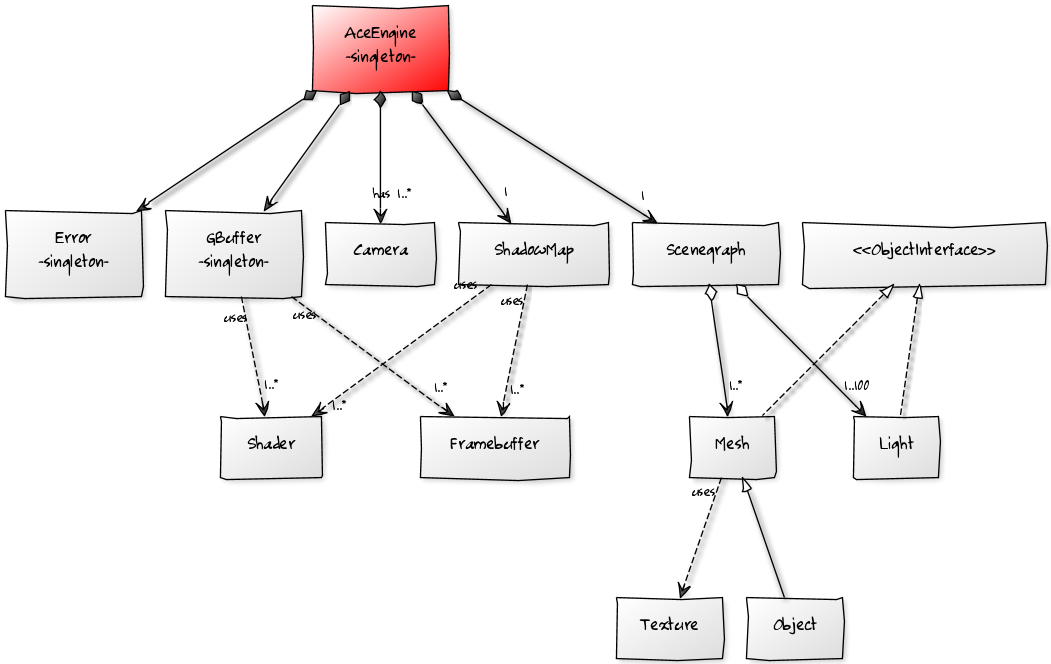 AceEngine
-singleton-
has 1..*
1
1
Error
-singleton-
GBuffer
-singleton-
Camera
ShadowMap
Scenegraph
<<ObjectInterface>>
uses
uses
uses
uses
1..*
1..*
1..*
1..*
1..*
1..100
Shader
Framebuffer
Mesh
Light
uses
Texture
Object